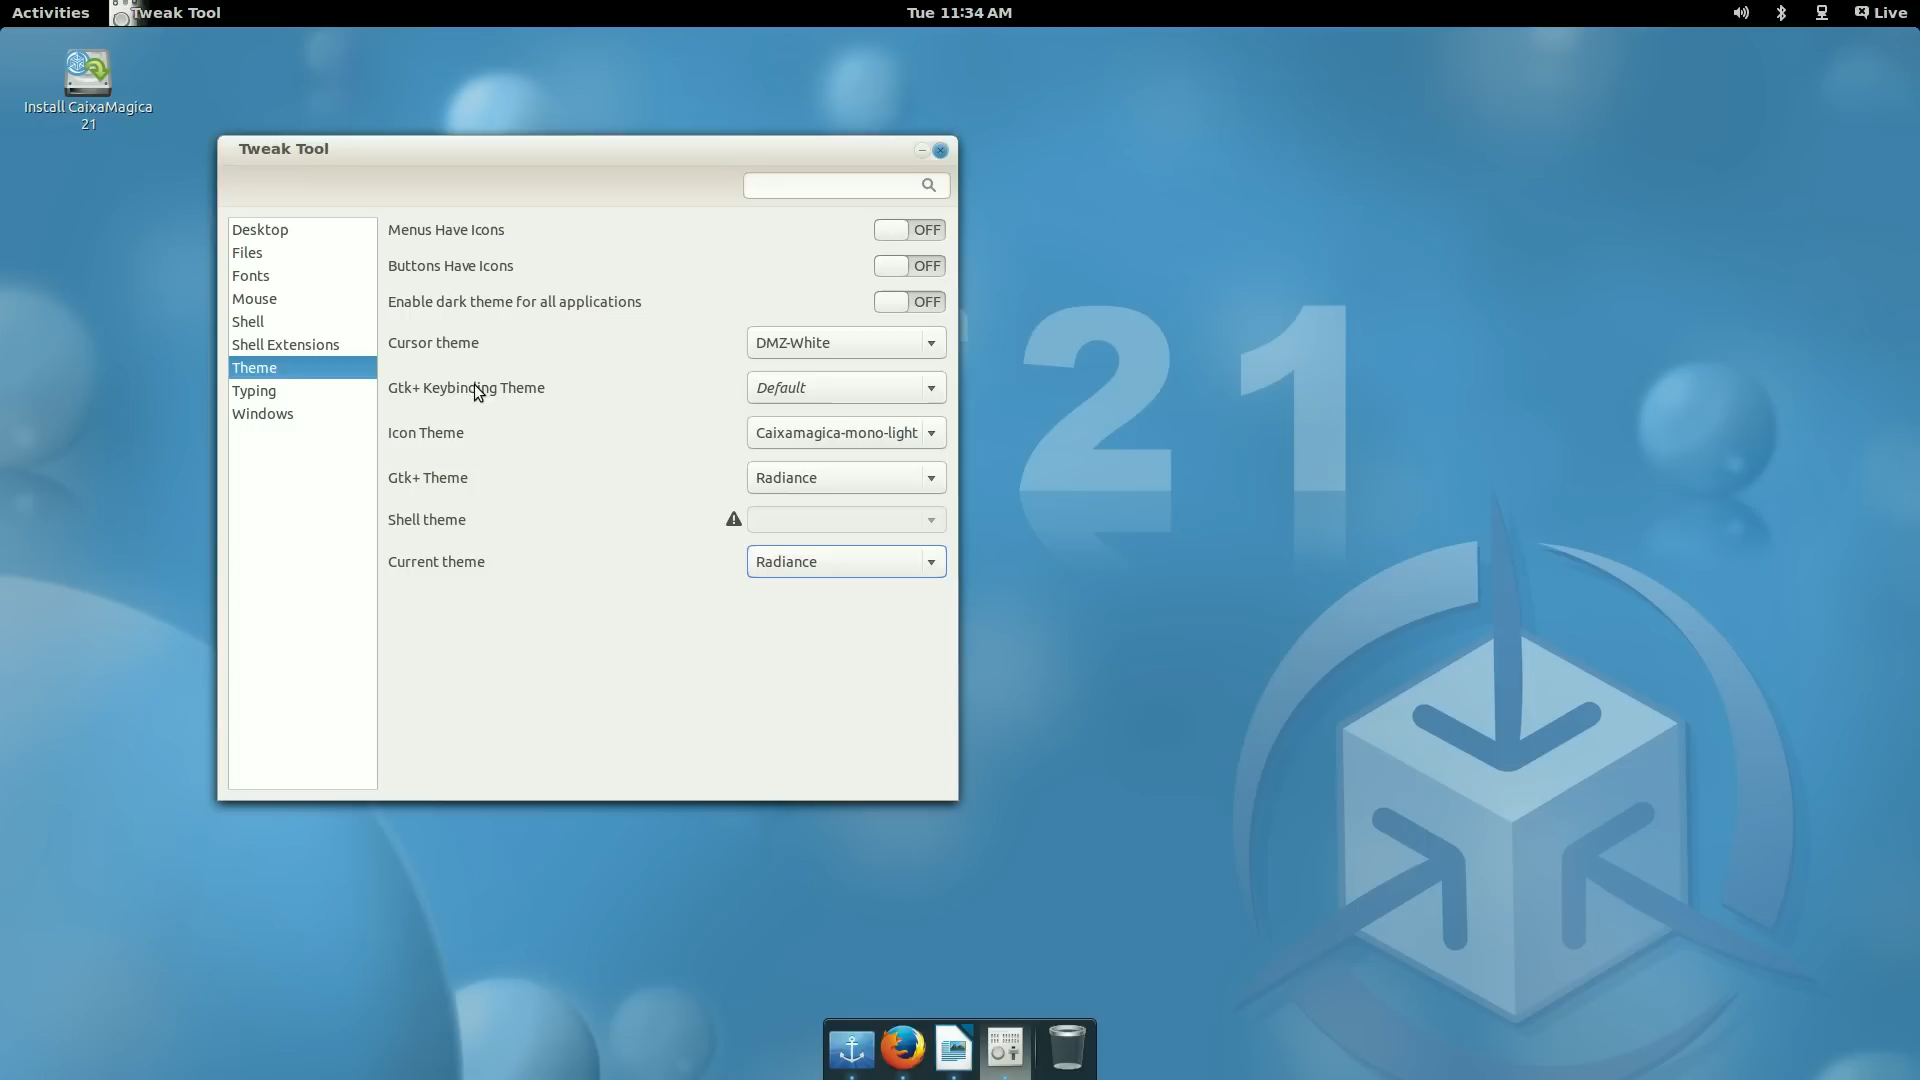 Activities
Tweak Tool
Tue 11:34 AM
Live
Install CaixaMagica
21
Tweak Tool
Desktop
Files
Fonts
Mouse
Shell
Shell Extensions
Theme
Typing
Windows
Menus Have Icons OFF
Buttons Have Icons OFF
Enable dark theme for all applications OFF
Cursor theme DMZ-White
Gtk+ Keybinding Theme Default
Icon Theme Caixamagica-mono-light
Gtk+ Theme Radiance
Shell theme
Current theme Radiance
21